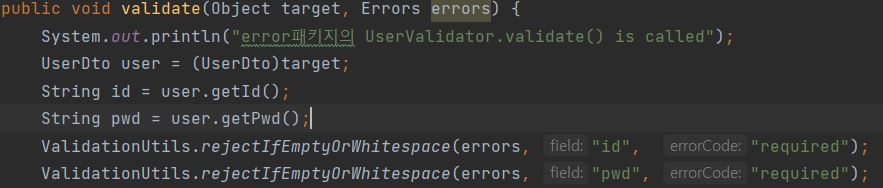 public void validate(Object target, Errors errors) {
System.out.println("error패키지의 UserValidator.validate() is called");
UserDto user = (UserDto)target;
String id = user.getId();
String pwd = user.getPwd();
ValidationUtils.rejectIfEmptyOrWhitespace(errors, field: "id", errorCode: "required");
ValidationUtils.rejectIfEmptyOrWhitespace(errors, field: "pwd", errorCode: "required");